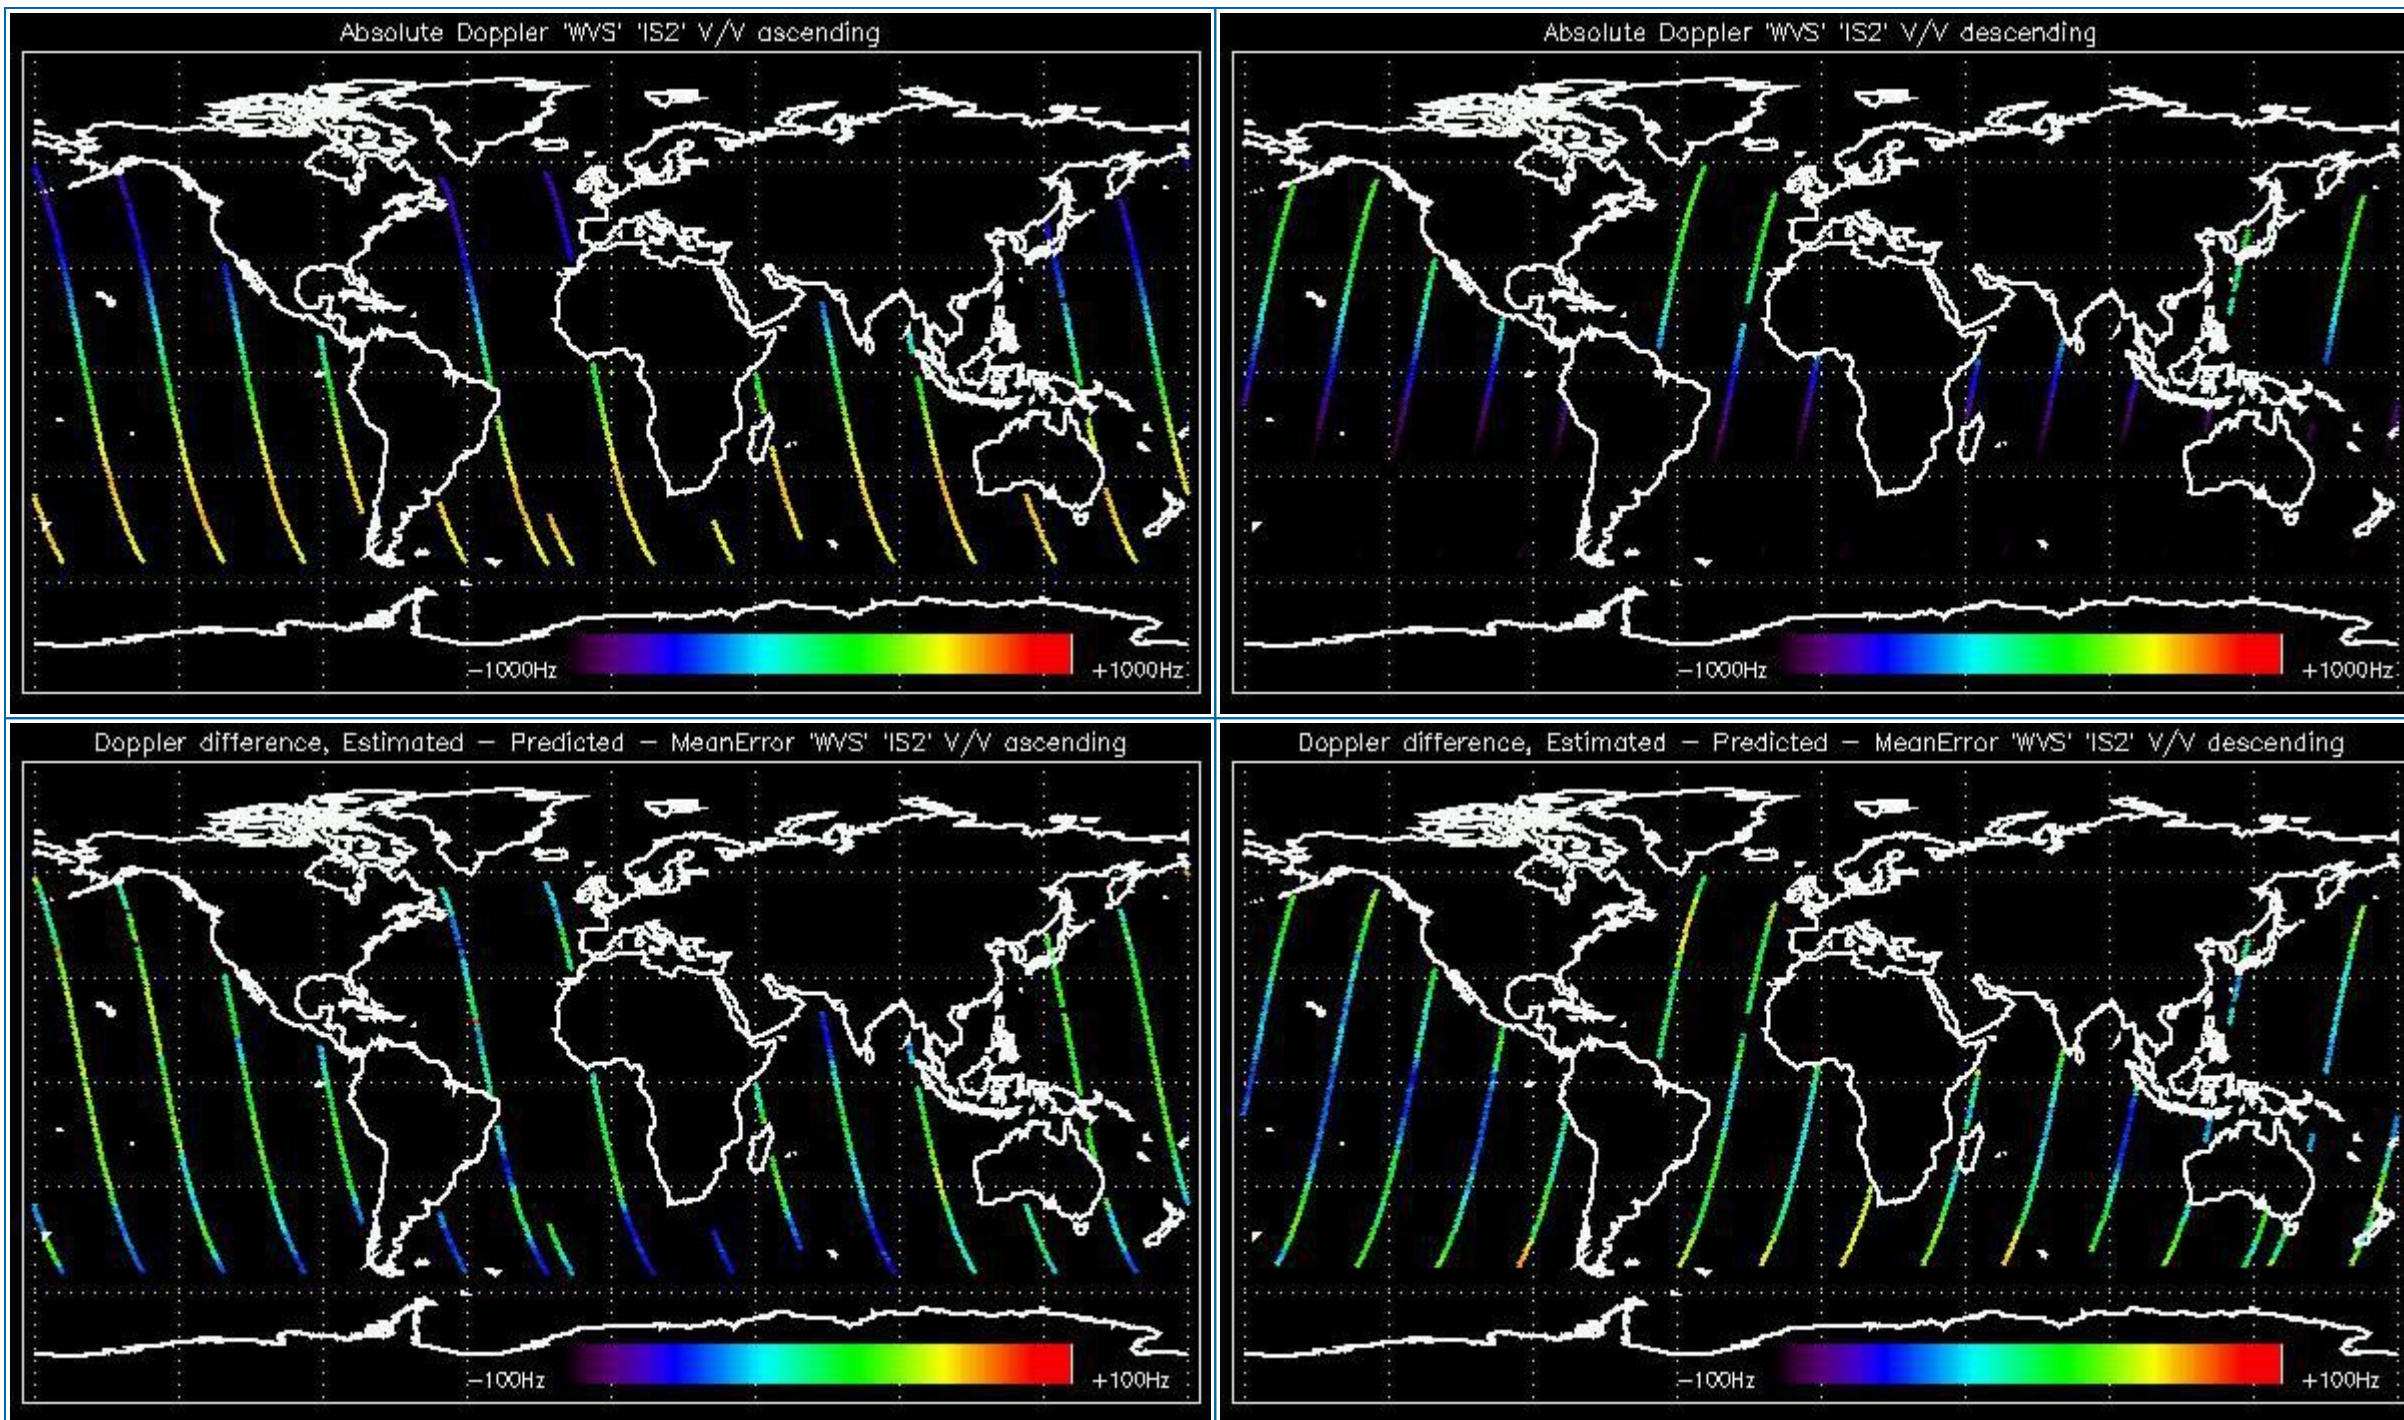 Absolute Doppler 'WVS' 'IS2' V/V ascending
-1000Hz
+1000Hz
Absolute Doppler 'WVS' 'IS2' V/V descending
-1000Hz
+1000Hz
Doppler difference, Estimated - Predicted - MeanError 'WVS' 'IS2' V/V ascending
-100Hz
+100Hz
Doppler difference, Estimated - Predicted - MeanError 'WVS' 'IS2' V/V descending
-100Hz
+100Hz